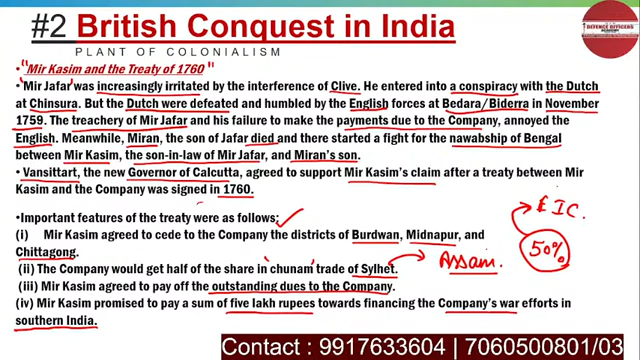 #2 British Conquest in India
PLANT OF COLONIALISM
DEFENCE OFFICERS
• "Mir Kasim and the Treaty of 1760"
• Mir Jafar was increasingly irritated by the interference of Clive. He entered into a conspiracy with the Dutch
at Chinsura. But the Dutch were defeated and humbled by the English forces at Bedara/Biderra in November
1759. The treachery of Mir Jafar and his failure to make the payments due to the Company, annoyed the
English. Meanwhile, Miran, the son of Jafar died and there started a fight for the nawabship of Bengal
between Mir Kasim, the son-in-law of Mir Jafar, and Miran's son.
• Vansittart, the new Governor of Calcutta, agreed to support Mir Kasim's claim after a treaty between Mir
Kasim and the Company was signed in 1760.
• Important features of the treaty were as follows;
(i) Mir Kasim agreed to cede to the Company the districts of Burdwan, Midnapur, and
Chittagong.
(ii) The Company would get half of the share in chunam trade of Sylhet.
(iii) Mir Kasim agreed to pay off the outstanding dues to the Company.
(iv) Mir Kasim promised to pay a sum of five lakh rupees towards financing the Company's war efforts in
southern India.
EIC.
50%
Assam.
Contact : 9917633604 | 7060500801/03